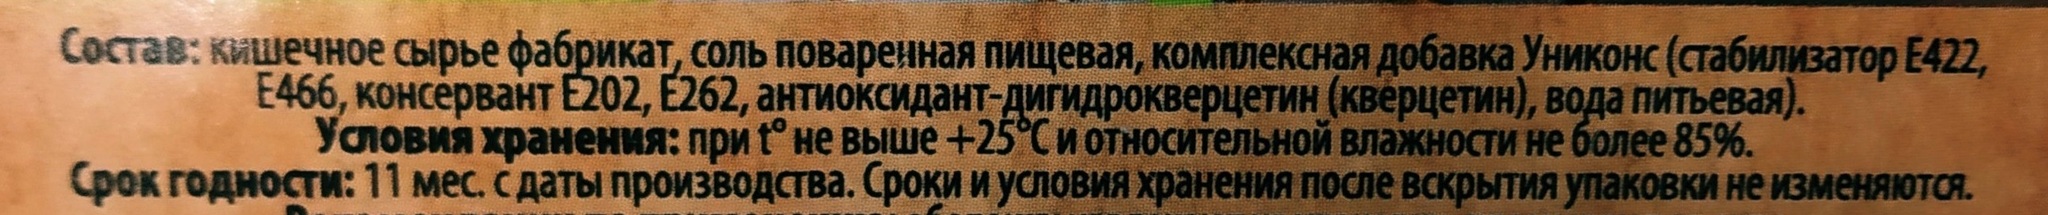 Состав: кишечное сырье фабрикат, соль поваренная пищевая, комплексная добавка Униконс (стабилизатор Е422,
Е466, консервант Е202, Е262, антиоксидант-дигидрокверцетин (кверцетин), вода питьевая).
Условия хранения: при t° не выше +25°С и относительной влажности не более 85%.
Срок годности: 11 мес. с даты производства. Сроки и условия хранения после вскрытия упаковки не изменяются.